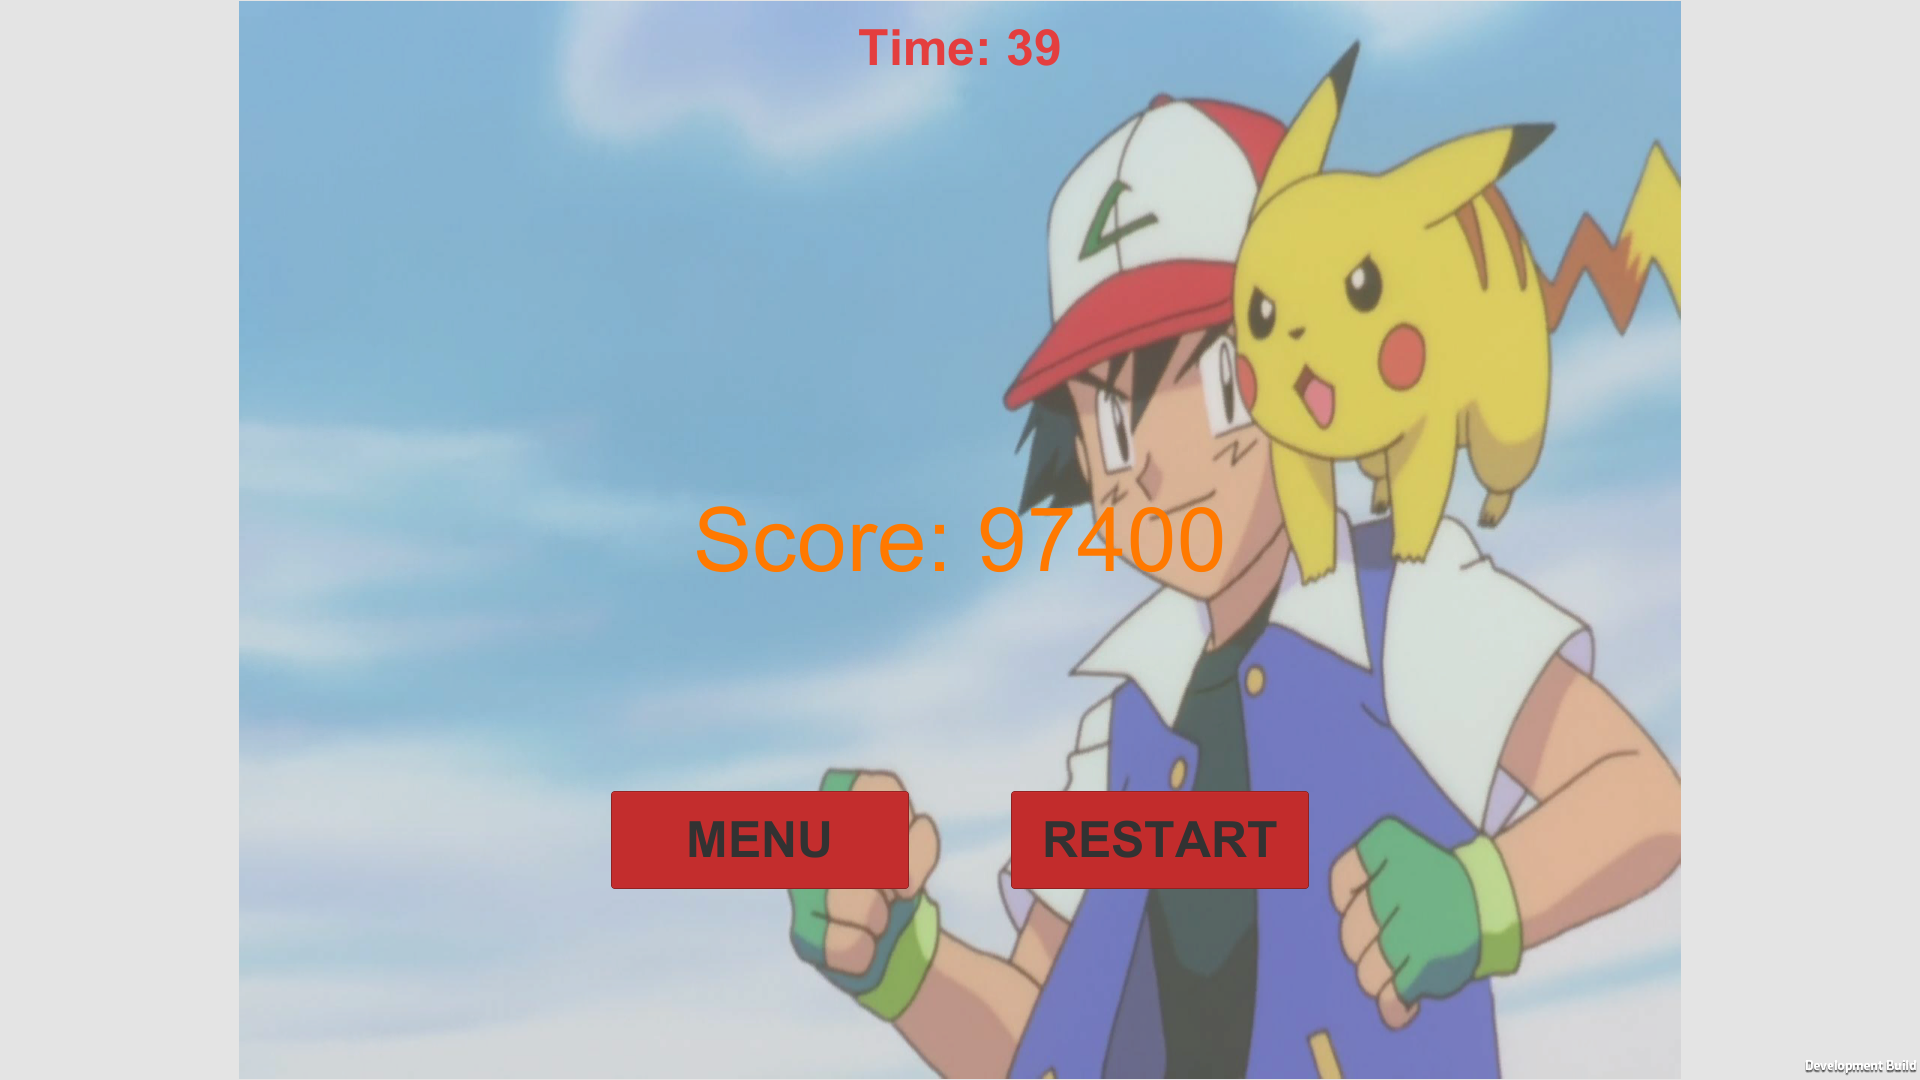 Time: 39
Score: 97400
MENU
RESTART
Development Build